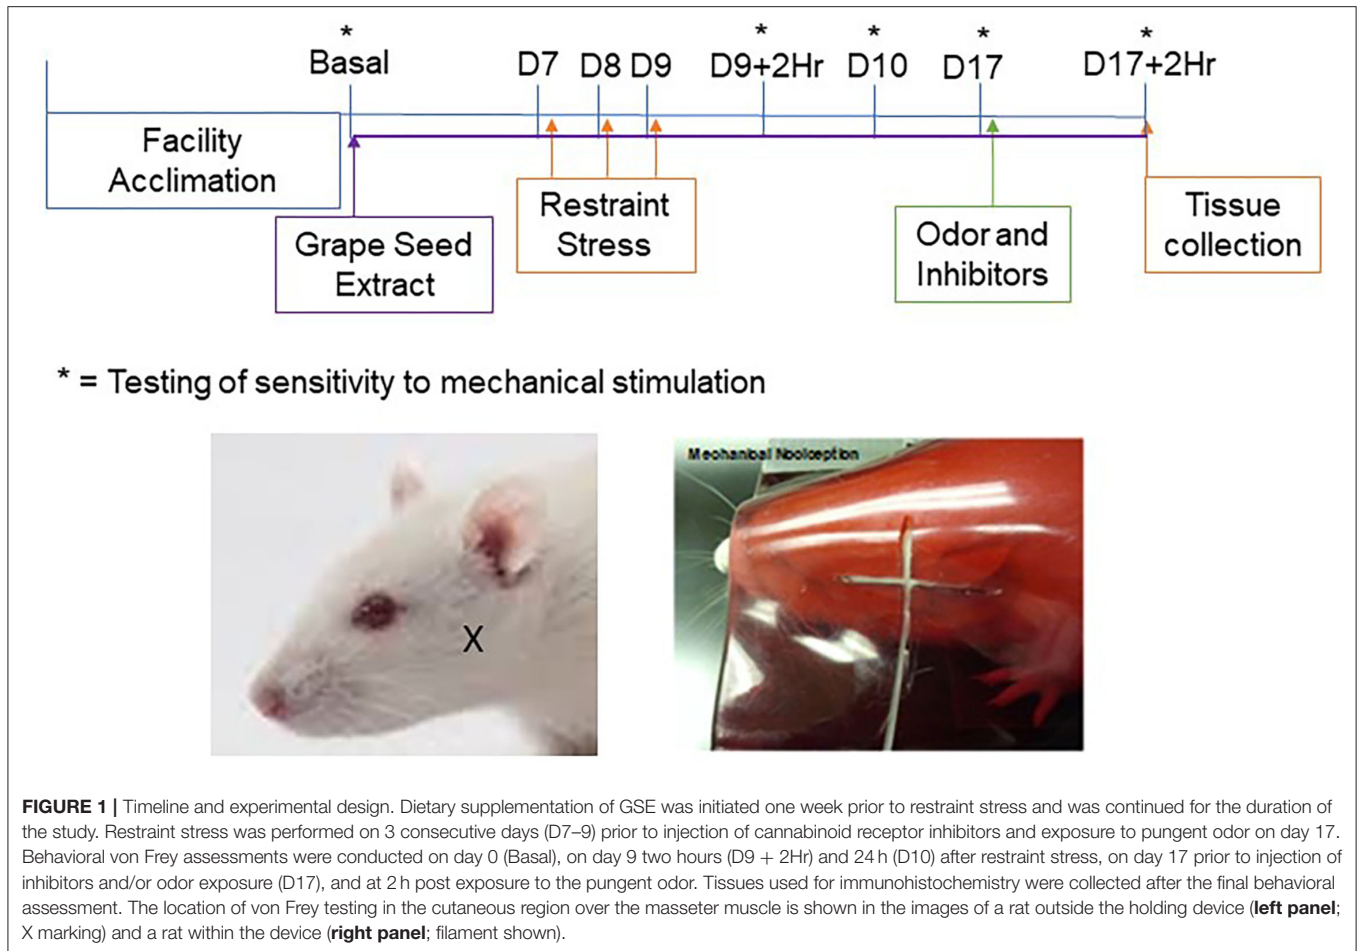 * * * * *
Basal D7 D8 D9 D9+2Hr D10 D17 D17+2Hr
Facility
Acclimation
Grape Seed
Extract
Restraint
Stress
Odor and
Inhibitors
Tissue
collection
* = Testing of sensitivity to mechanical stimulation
Mechanical Nociception
X
FIGURE 1 | Timeline and experimental design. Dietary supplementation of GSE was initiated one week prior to restraint stress and was continued for the duration of
the study. Restraint stress was performed on 3 consecutive days (D7–9) prior to injection of cannabinoid receptor inhibitors and exposure to pungent odor on day 17.
Behavioral von Frey assessments were conducted on day 0 (Basal), on day 9 two hours (D9 + 2Hr) and 24 h (D10) after restraint stress, on day 17 prior to injection of
inhibitors and/or odor exposure (D17), and at 2 h post exposure to the pungent odor. Tissues used for immunohistochemistry were collected after the final behavioral
assessment. The location of von Frey testing in the cutaneous region over the masseter muscle is shown in the images of a rat outside the holding device (left panel;
X marking) and a rat within the device (right panel; filament shown).